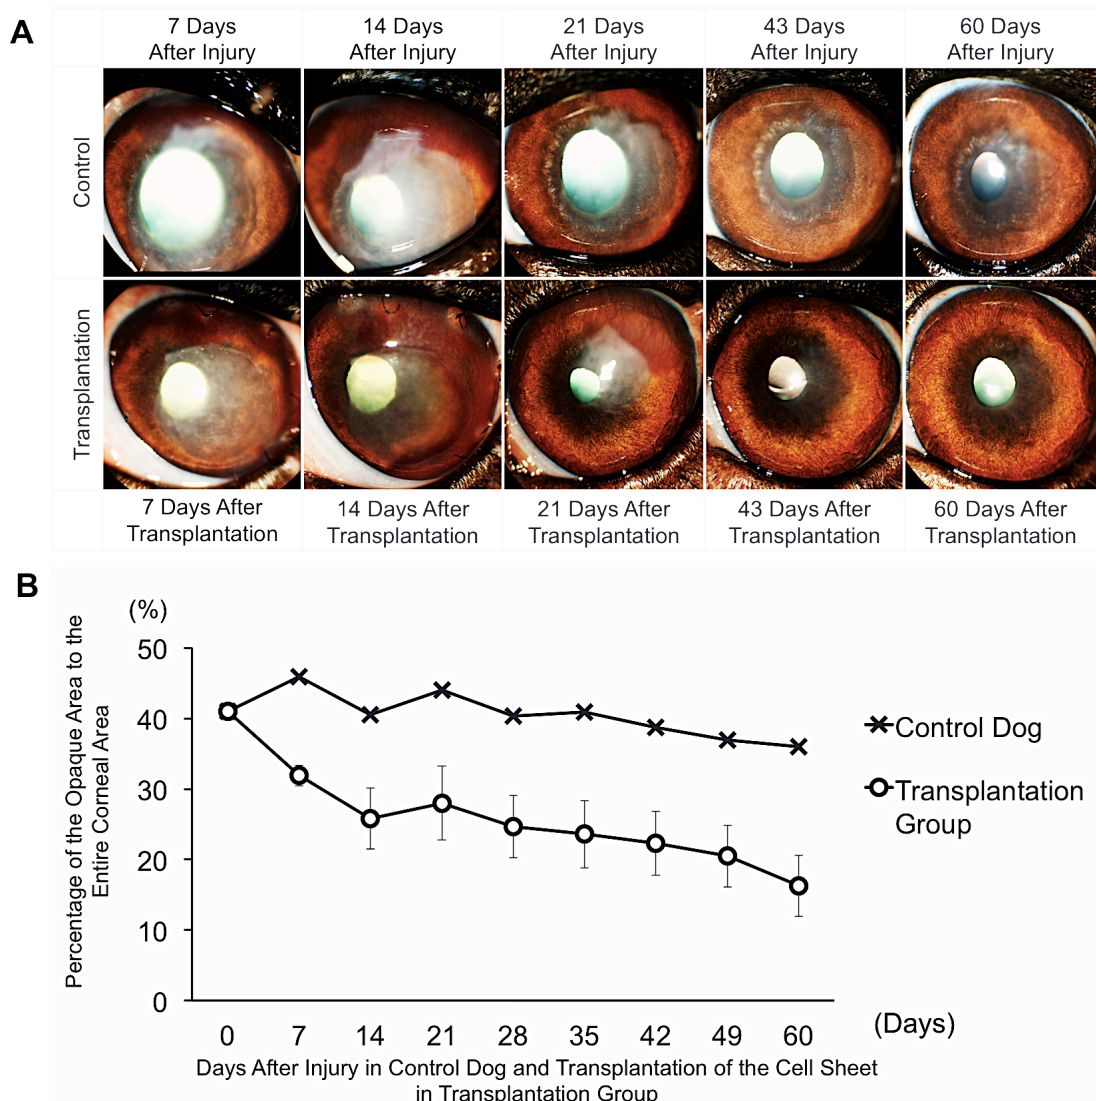 A
7 Days
After Injury
14 Days
After Injury
21 Days
After Injury
43 Days
After Injury
60 Days
After Injury
Control
Transplantation
7 Days After
Transplantation
14 Days After
Transplantation
21 Days After
Transplantation
43 Days After
Transplantation
60 Days After
Transplantation
B
(%)
Percentage of the Opaque Area to the
Entire Corneal Area
50
40
30
20
10
0
0 7 14 21 28 35 42 49 60
(Days)
Days After Injury in Control Dog and Transplantation of the Cell Sheet
in Transplantation Group
Control Dog
Transplantation
Group